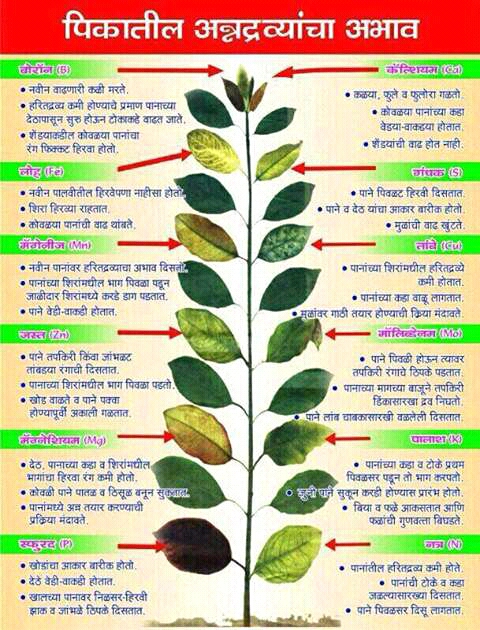 पिकातील अन्नद्रव्यांचा अभाव
बोरॉन (B)
• नवीन वाढणारी कळी मरते.
• हरितद्रव्य कमी होण्याचे प्रमाण पानाच्या
देठापासून सुरु होऊन टोकाकडे वाढत जाते.
• शेंड्याकडील कोवळ्या पानांचा
रंग फिक्कट हिरवा होतो.
लोह (Fe)
• नवीन पालवीतील हिरवेपणा नाहीसा होतो.
• शिरा हिरव्या राहतात.
• कोवळ्या पानांची वाढ थांबते.
मँगेनीज (Mn)
• नवीन पानांवर हरितद्रव्याचा अभाव दिसतो.
• पानांच्या शिरांमधील भाग पिवळा पडून
जाळीदार शिरांमध्ये करडे डाग पडतात.
• पाने वेडी-वाकडी होतात.
जस्त (Zn)
• पाने तपकिरी किंवा जांभळट
तांबड्या रंगाची दिसतात.
• पानाच्या शिरांमधील भाग पिवळा पडतो.
• खोड वाळते व पाने पक्व
होण्यापूर्वी अकाली गळतात.
मॅग्नेशियम (Mg)
• देठ, पानाच्या कडा व शिरांमधील
भागांचा हिरवा रंग कमी होतो.
• कोवळी पाने पातळ व ठिसूळ बनून सुकतात.
• पानांमध्ये अन्न तयार करण्याची
प्रक्रिया मंदावते.
स्फुरद (P)
• खोडांचा आकार बारीक होतो.
• देठे वेडी-वाकडी होतात.
• खालच्या पानावर निळसर-हिरवी
झाक व जांभळे ठिपके दिसतात.
कॅल्शियम (Ca)
• कळ्या, फुले व फुलोरा गळतो.
• कोवळ्या पानांच्या कडा
वेड्या-वाकड्या होतात.
• शेंड्याची वाढ होत नाही.
गंधक (S)
• पाने पिवळट हिरवी दिसतात.
• पाने व देठ यांचा आकार बारीक होतो.
• मुळांची वाढ खुंटते.
तांबे (Cu)
• पानांच्या शिरांमधील हरितद्रव्ये
कमी होतात.
• पानांच्या कडा वाळू लागतात.
• मुळांवर गाठी तयार होण्याची क्रिया मंदावते.
मॉलिब्डेनम (Mo)
• पाने पिवळी होऊन त्यावर
तपकिरी रंगाचे ठिपके पडतात.
• पानाच्या मागच्या बाजूने तपकिरी
डिंकासारखा द्रव निघतो.
• पाने लांब चाबकासारखी वळलेली दिसतात.
पालाश (K)
• पानांच्या कडा व टोके प्रथम
पिवळसर पडून तो भाग करपतो.
• जुनी पाने सुकून करडी होण्यास प्रारंभ होतो.
• बिया व फळे आकसतात आणि
फळांची गुणवत्ता बिघडते.
नत्र (N)
• पानांतील हरितद्रव्ये कमी होते.
• पानांची टोके व कडा
जळल्यासारख्या दिसतात.
• पाने पिवळसर दिसू लागतात.